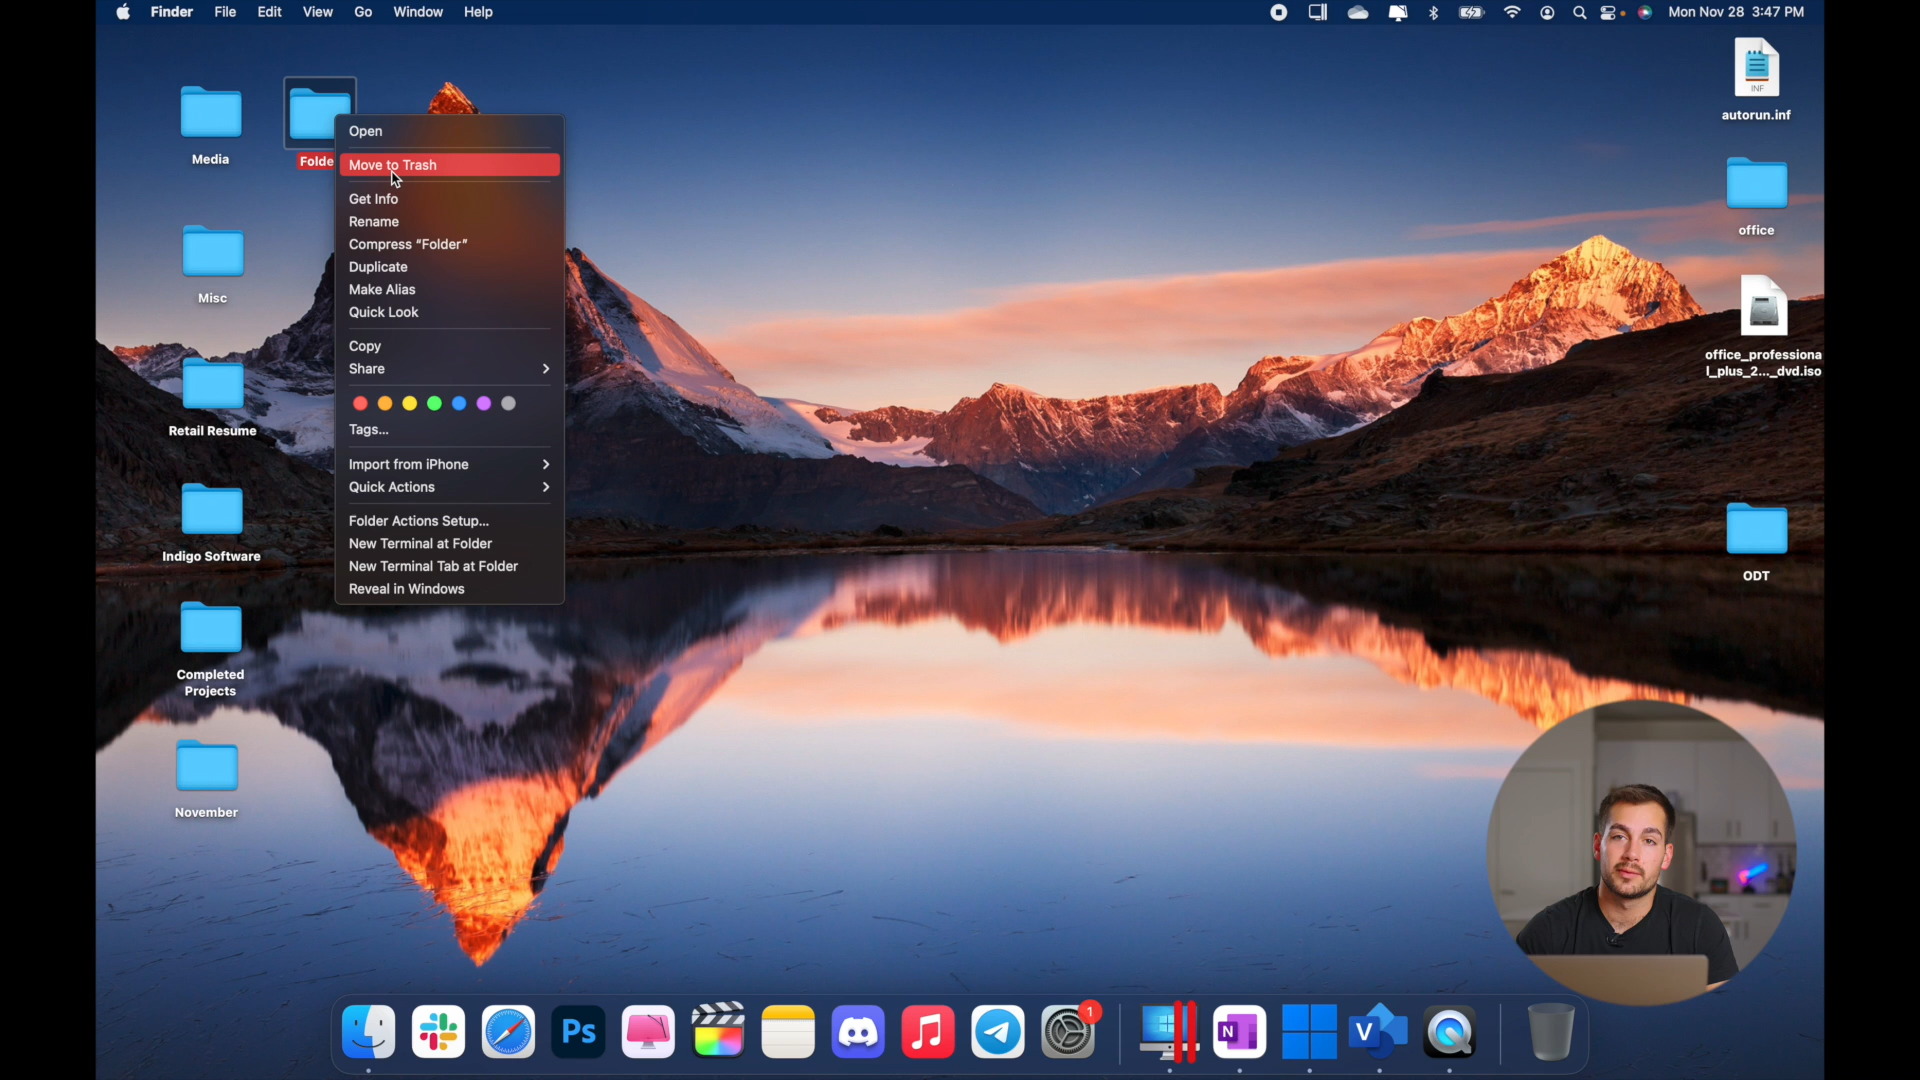 Finder File Edit View Go Window Help
Mon Nov 28 3:47 PM
Media
Folde
Open
Move to Trash
Get Info
Rename
Compress “Folder”
Duplicate
Make Alias
Quick Look
Copy
Share
Tags...
Import from iPhone
Quick Actions
Folder Actions Setup...
New Terminal at Folder
New Terminal Tab at Folder
Reveal in Windows
Misc
Retail Resume
Indigo Software
Completed
Projects
November
INF
autorun.inf
office
office_professiona
l_plus_2..._dvd.iso
ODT
Ps
1
N
V